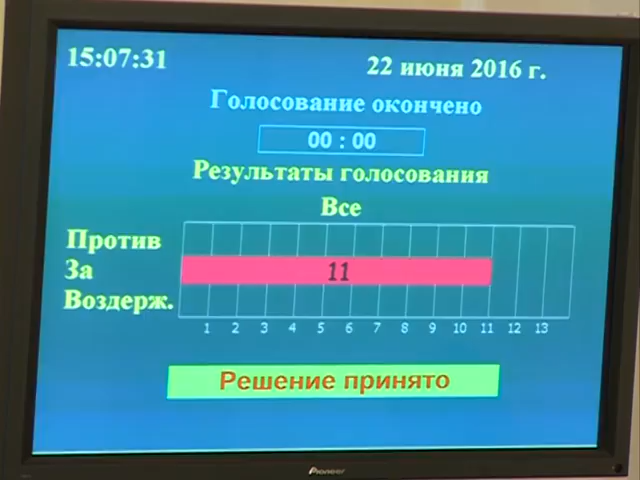 15:07:31
22 июня 2016 г.
Голосование окончено
00 : 00
Результаты голосования
Все
Против
За
11
Воздерж.
1 2 3 4 5 6 7 8 9 10 11 12 13
Решение принято
Pioneer